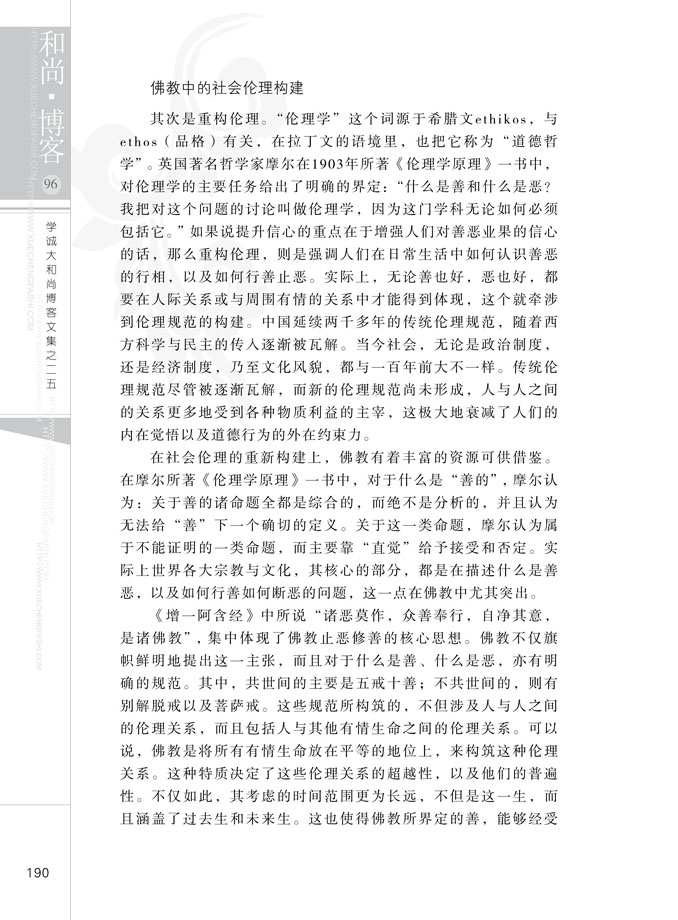 和尚·博客
96
学诚大和尚博客文集之二五
佛教中的社会伦理构建
其次是重构伦理。“伦理学”这个词源于希腊文ethikos，与
ethos（品格）有关，在拉丁文的语境里，也把它称为“道德哲
学”。英国著名哲学家摩尔在1903年所著《伦理学原理》一书中，
对伦理学的主要任务给出了明确的界定：“什么是善和什么是恶？
我把对这个问题的讨论叫做伦理学，因为这门学科无论如何必须
包括它。”如果说提升信心的重点在于增强人们对善恶业果的信心
的话，那么重构伦理，则是强调人们在日常生活中如何认识善恶
的行相，以及如何行善止恶。实际上，无论善也好，恶也好，都
要在人际关系或与周围有情的关系中才能得到体现，这个就牵涉
到伦理规范的构建。中国延续两千多年的传统伦理规范，随着西
方科学与民主的传入逐渐被瓦解。当今社会，无论是政治制度，
还是经济制度，乃至文化风貌，都与一百年前大不一样。传统伦
理规范尽管被逐渐瓦解，而新的伦理规范尚未形成，人与人之间
的关系更多地受到各种物质利益的主宰，这极大地衰减了人们的
内在觉悟以及道德行为的外在约束力。
在社会伦理的重新构建上，佛教有着丰富的资源可供借鉴。
在摩尔所著《伦理学原理》一书中，对于什么是“善的”，摩尔认
为：关于善的诸命题全都是综合的，而绝不是分析的，并且认为
无法给“善”下一个确切的定义。关于这一类命题，摩尔认为属
于不能证明的一类命题，而主要靠“直觉”给予接受和否定。实
际上世界各大宗教与文化，其核心的部分，都是在描述什么是善
恶，以及如何行善如何断恶的问题，这一点在佛教中尤其突出。
《增一阿含经》中所说“诸恶莫作，众善奉行，自净其意，
是诸佛教”，集中体现了佛教止恶修善的核心思想。佛教不仅旗
帜鲜明地提出这一主张，而且对于什么是善、什么是恶，亦有明
确的规范。其中，共世间的主要是五戒十善；不共世间的，则有
别解脱戒以及菩萨戒。这些规范所构筑的，不但涉及人与人之间
的伦理关系，而且包括人与其他有情生命之间的伦理关系。可以
说，佛教是将所有有情生命放在平等的地位上，来构筑这种伦理
关系。这种特质决定了这些伦理关系的超越性，以及他们的普遍
性。不仅如此，其考虑的时间范围更为长远，不但是这一生，而
且涵盖了过去生和未来生。这也使得佛教所界定的善，能够经受
190